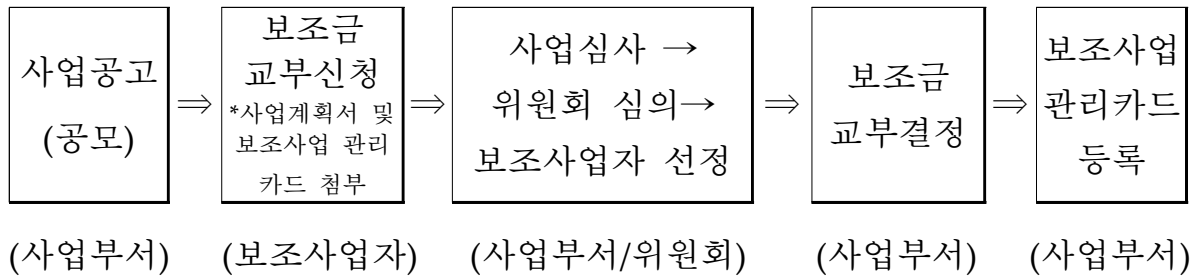 사업공고
(공모)
⇒
보조금
교부신청
*사업계획서 및
보조사업 관리
카드 첨부
⇒
사업심사 →
위원회 심의→
보조사업자 선정
⇒
보조금
교부결정
⇒
보조사업
관리카드
등록
(사업부서) (보조사업자) (사업부서/위원회) (사업부서) (사업부서)